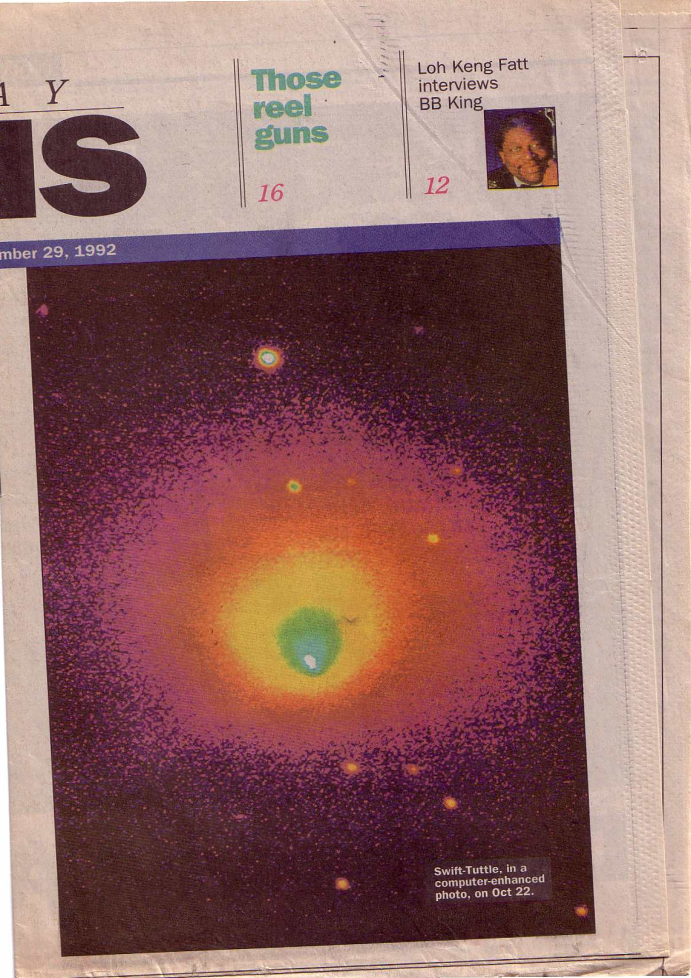 A Y
us
mber 29, 1992
Those
reel
guns
16
Loh Keng Fatt
interviews
BB King
12
Swift-Tuttle, in a
computer-enhanced
photo, on Oct 22.